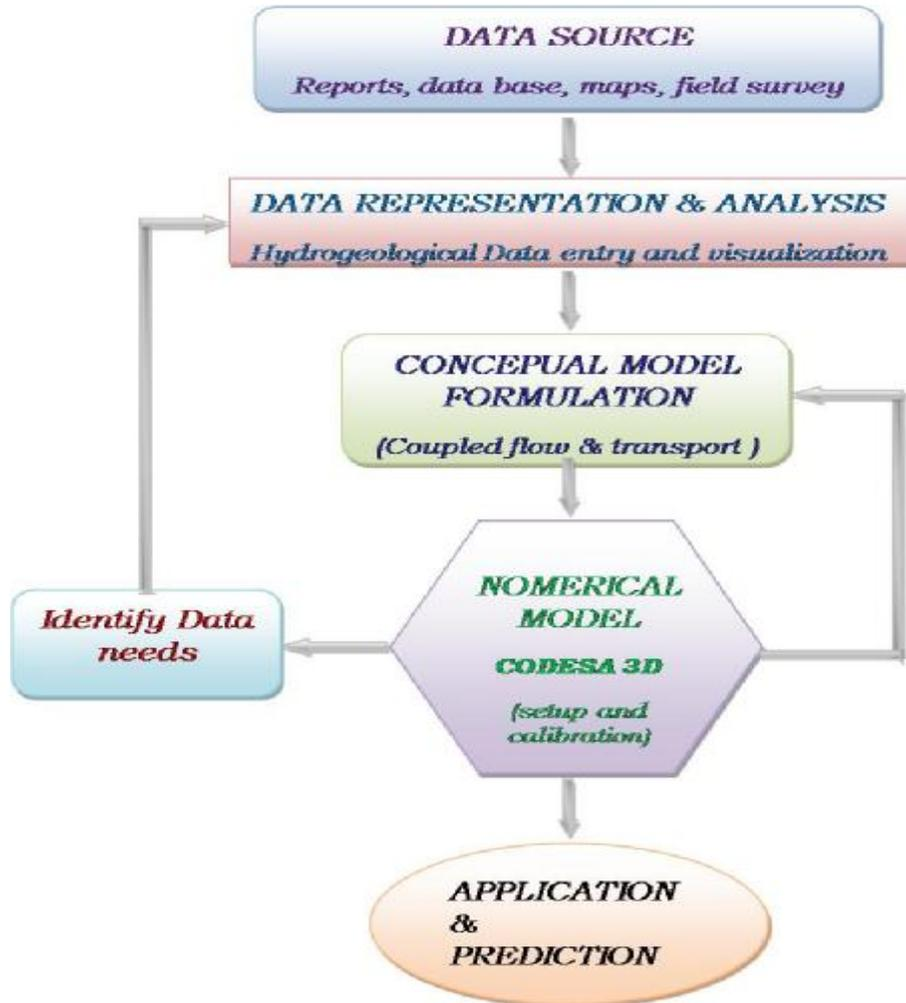 DATA SOURCE
Reports, data base, maps, field survey
DATA REPRESENTATION & ANALYSIS
Hydrogeological Data entry and visualization
CONCEPUAL MODEL
FORMULATION
(Coupled flow & transport )
NOMERICAL
MODEL
CODESA 3D
(setup and
calibration)
Identify Data
needs
APPLICATION
&
PREDICTION